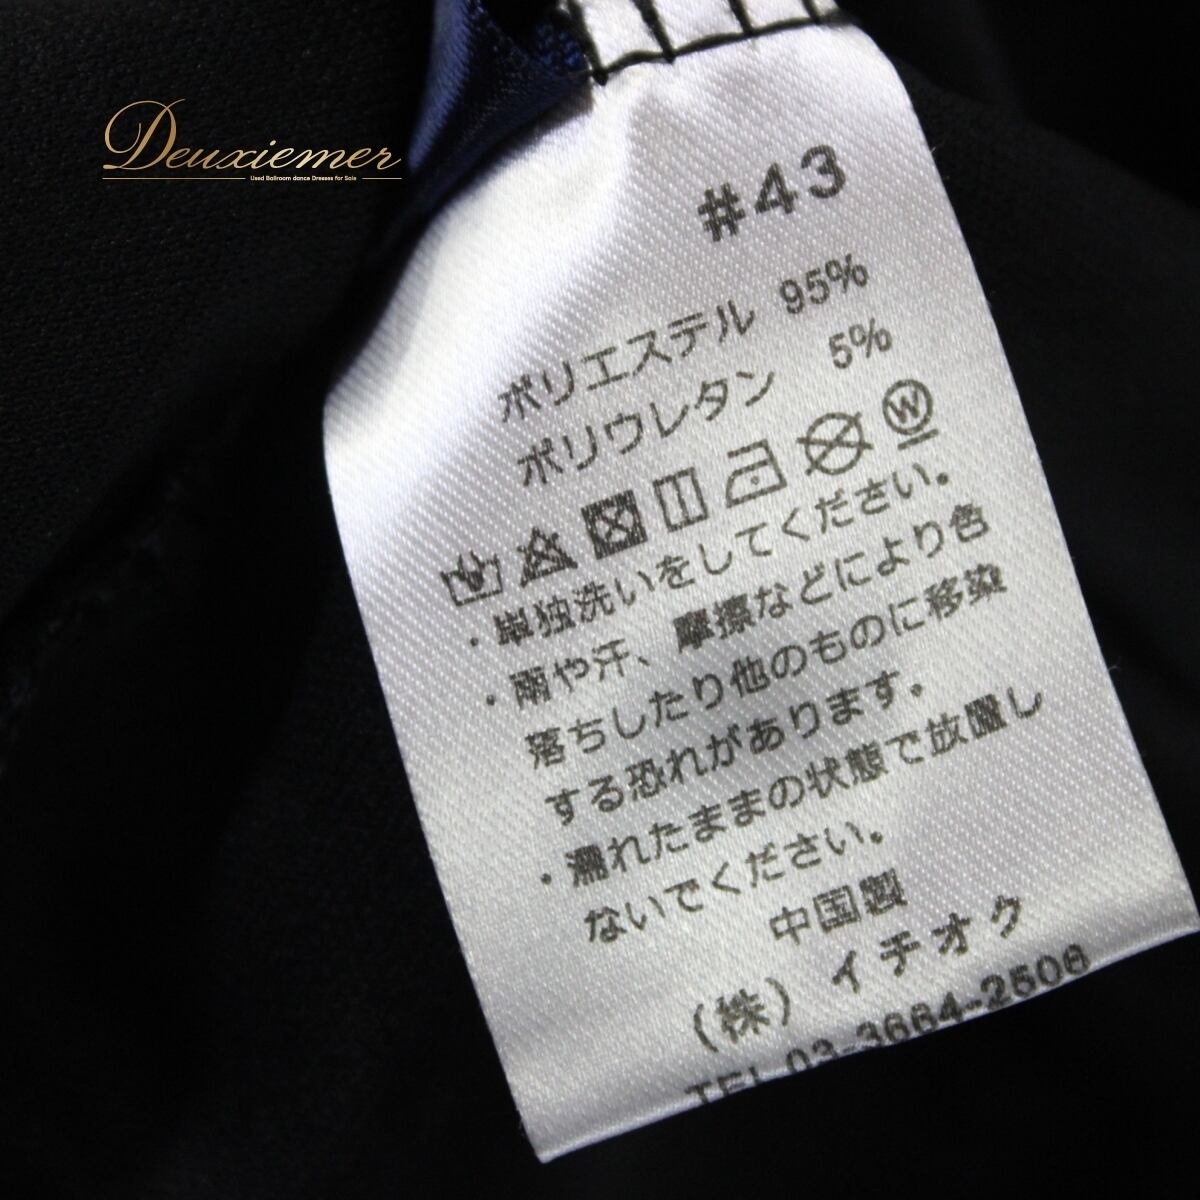 Deuxiemer
Used Ballroom dance Dresses for Sale
#43
ポリエステル 95%
ポリウレタン 5%
W
・単独洗いをしてください。
・雨や汗、摩擦などにより色
落ちしたり他のものに移染
する恐れがあります。
・濡れたままの状態で放置し
ないでください。
中国製
(株) イチオク
TEL 03-3664-2506